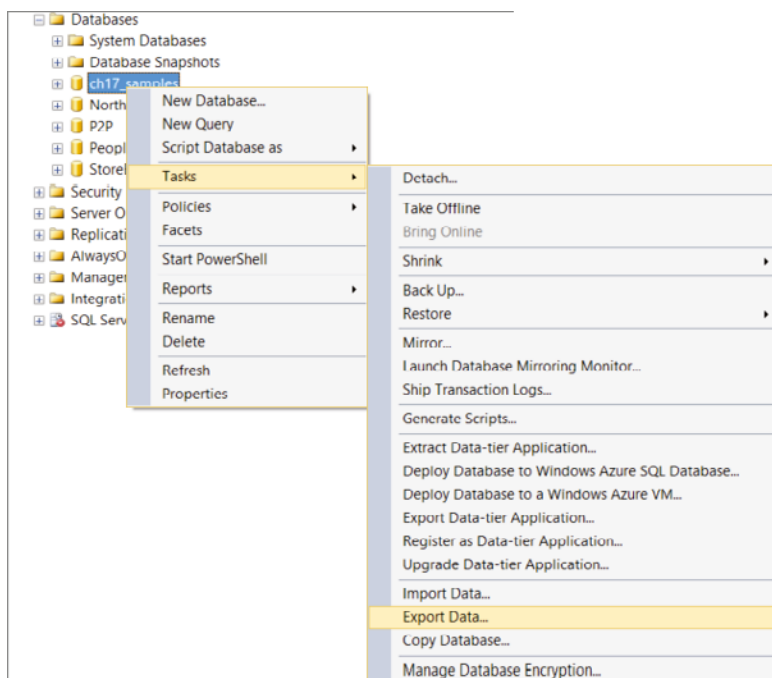 Databases
System Databases
Database Snapshots
ch17_samples
North
P2P
Peopl
Storel
Security
Server O
Replicati
AlwaysO
Manager
Integrati
SQL Serv
New Database...
New Query
Script Database as
Tasks
Policies
Facets
Start PowerShell
Reports
Rename
Delete
Refresh
Properties
Detach...
Take Offline
Bring Online
Shrink
Back Up...
Restore
Mirror...
Launch Database Mirroring Monitor...
Ship Transaction Logs...
Generate Scripts...
Extract Data-tier Application...
Deploy Database to Windows Azure SQL Database...
Deploy Database to a Windows Azure VM...
Export Data-tier Application...
Register as Data-tier Application...
Upgrade Data-tier Application...
Import Data...
Export Data...
Copy Database...
Manage Database Encryption...